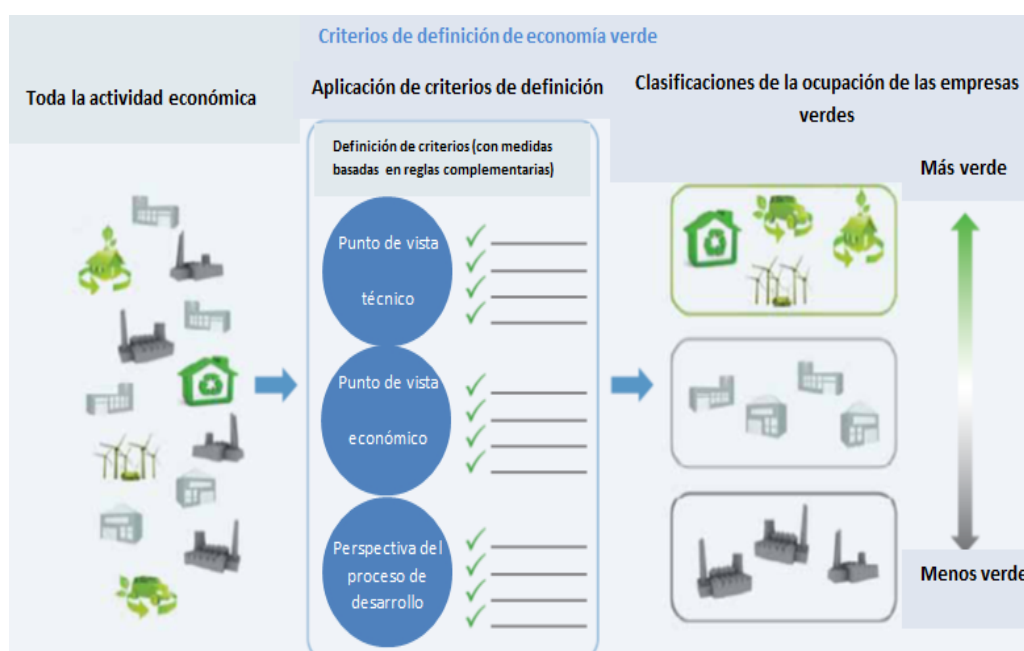 Criterios de definición de economía verde
Toda la actividad económica
Aplicación de criterios de definición
Clasificaciones de la ocupación de las empresas
verdes
Definición de criterios (con medidas
basadas en reglas complementarias)
Punto de vista
técnico
Punto de vista
económico
Perspectiva del
proceso de
desarrollo
Más verde
Menos verde